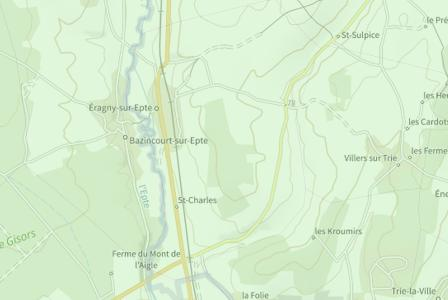 le Pré
St-Sulpice
les Heu
Éragny-sur-Epte
les Cardots
Bazincourt-sur-Epte
Villers sur Trie
les Ferme
l'Epte
Éno
St-Charles
les Kroumirs
e Gisors
Ferme du Mont de
l'Aigle
la Folie
Trie-la-Ville